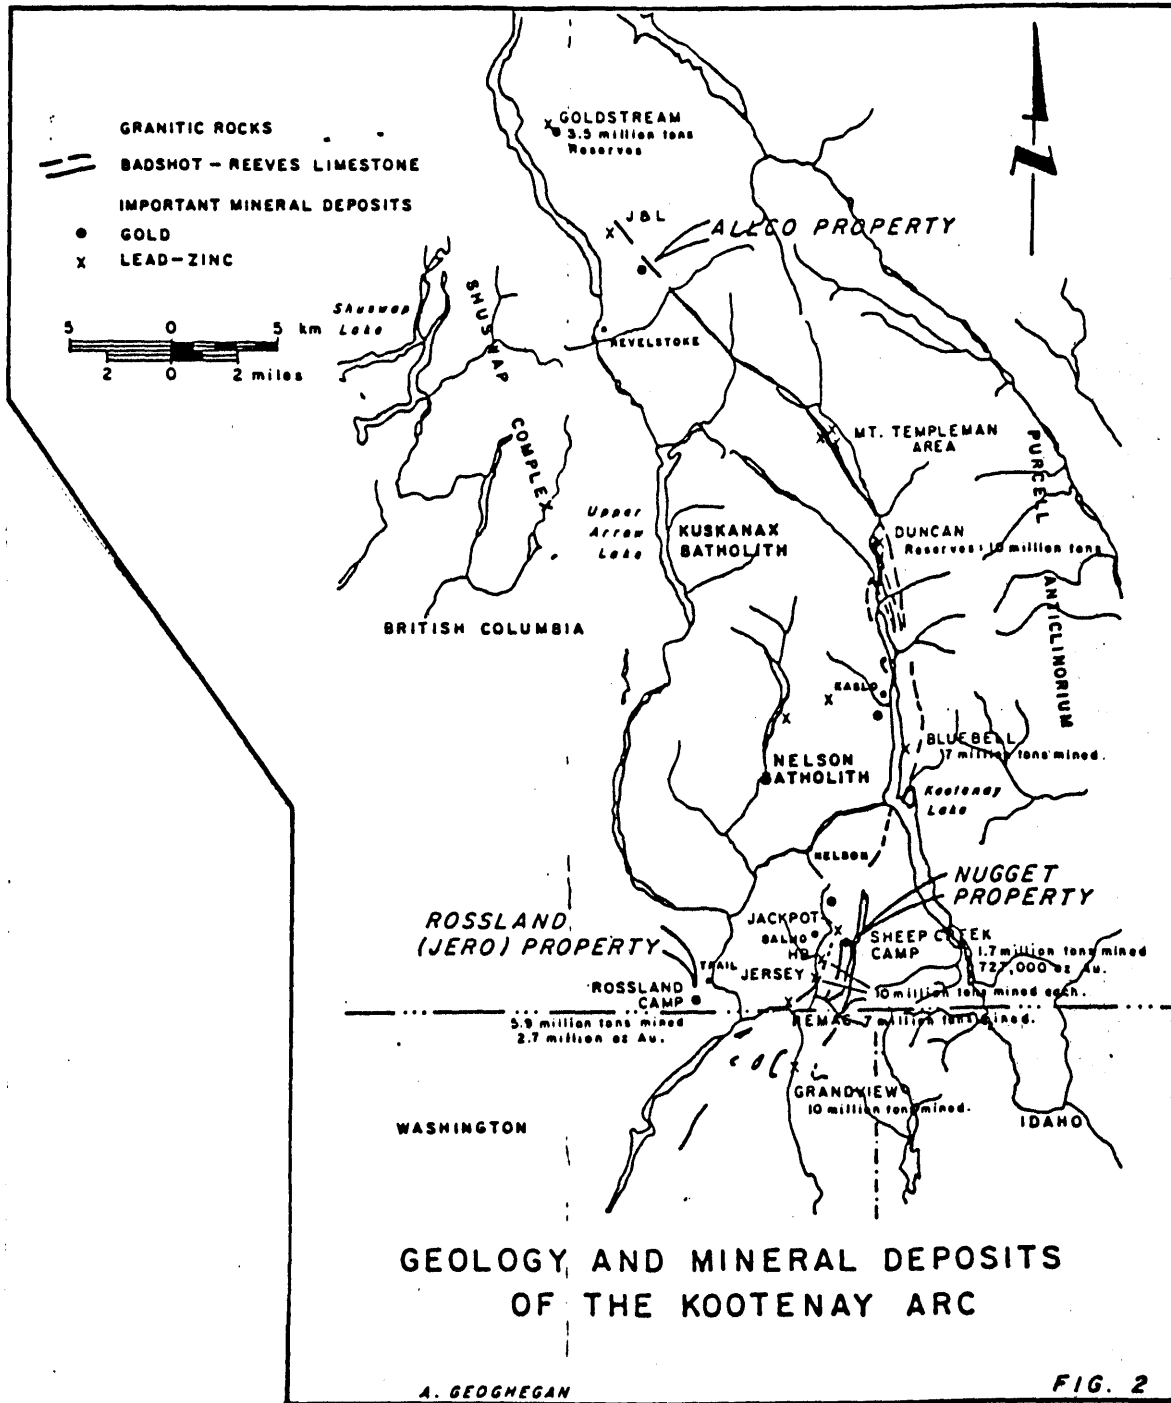 GOLDSTREAM
3.5 million tons
Reserves
GRANITIC ROCKS
BADSHOT - REEVES LIMESTONE
IMPORTANT MINERAL DEPOSITS
GOLD
x LEAD-ZINC
J & L
ALLCO PROPERTY
Shuswap
Lake
SHUSWAP
COMPLEX
5 0 5 km
2 0 2 miles
REVELSTOKE
MT. TEMPLEMAN
AREA
PURCELL
ANTICLINORIUM
Upper
Arrow
Lake
KUSKANAX
BATHOLITH
DUNCAN
Reserves: 10 million tons
BRITISH COLUMBIA
KASLO
BLUEBELL
7 million tons mined.
NELSON
BATHOLITH
Kootenay
Lake
NELSON
NUGGET
PROPERTY
ROSSLAND
(JERO) PROPERTY
JACKPOT
SALMO
HB
SHEEP CREEK
CAMP
1.7 million tons mined
727,000 oz Au.
TRAIL
JERSEY
ROSSLAND
CAMP
10 million tons mined each.
5.9 million tons mined
2.7 million oz Au.
REMAC 7 million tons mined.
GRANDVIEW
10 million tons mined.
WASHINGTON
IDAHO
GEOLOGY AND MINERAL DEPOSITS
OF THE KOOTENAY ARC
A. GEOGHEGAN
FIG. 2